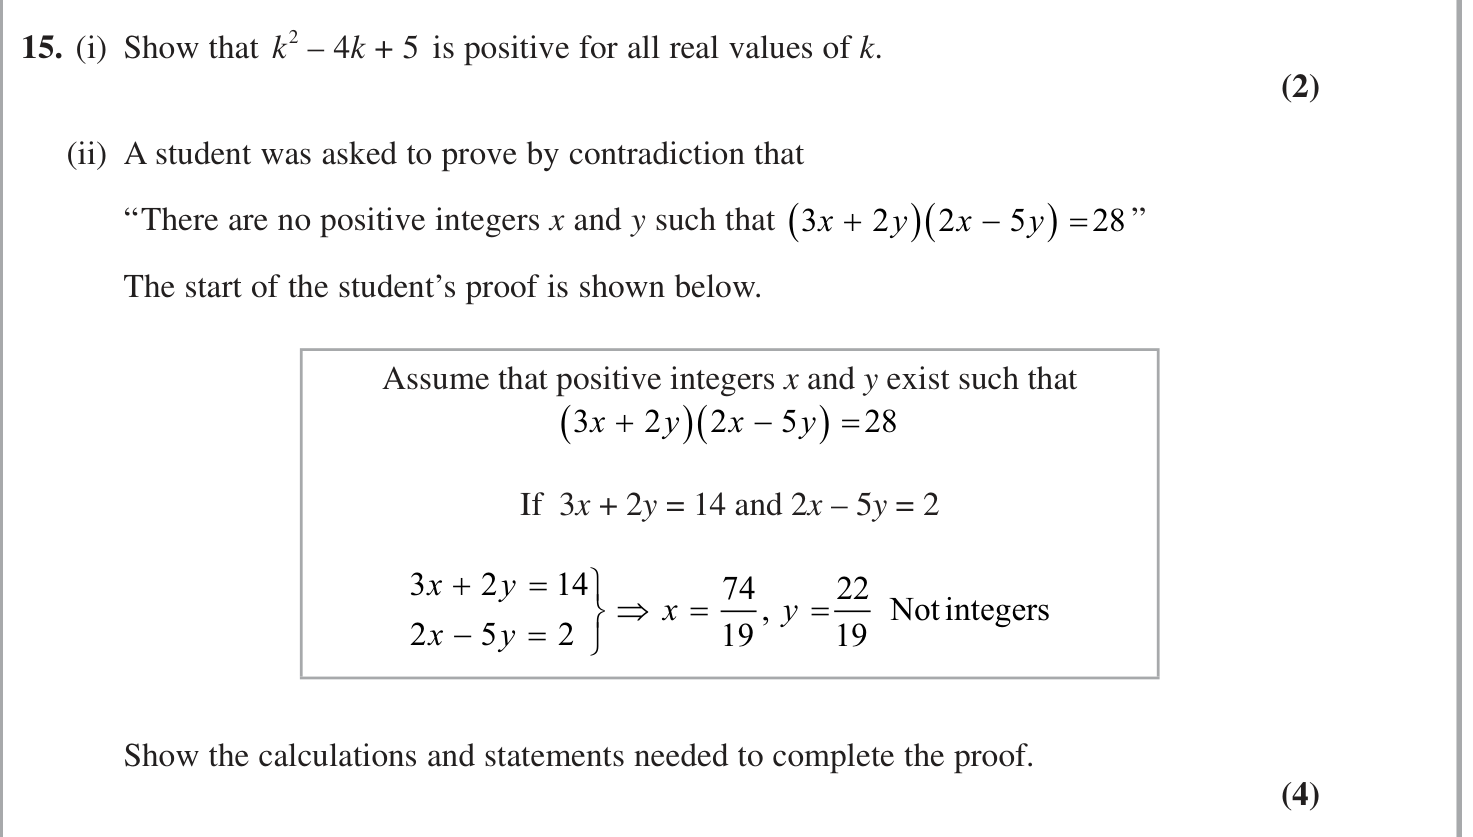 15. (i) Show that k² – 4k + 5 is positive for all real values of k.
(2)
(ii) A student was asked to prove by contradiction that
“There are no positive integers x and y such that (3x + 2y)(2x − 5y) = 28”
The start of the student’s proof is shown below.
Assume that positive integers x and y exist such that
(3x + 2y)(2x − 5y) = 28
If 3x + 2y = 14 and 2x – 5y = 2
3x + 2y = 14
2x − 5y = 2 } ⇒ x = 74/19, y = 22/19 Not integers
Show the calculations and statements needed to complete the proof.
(4)